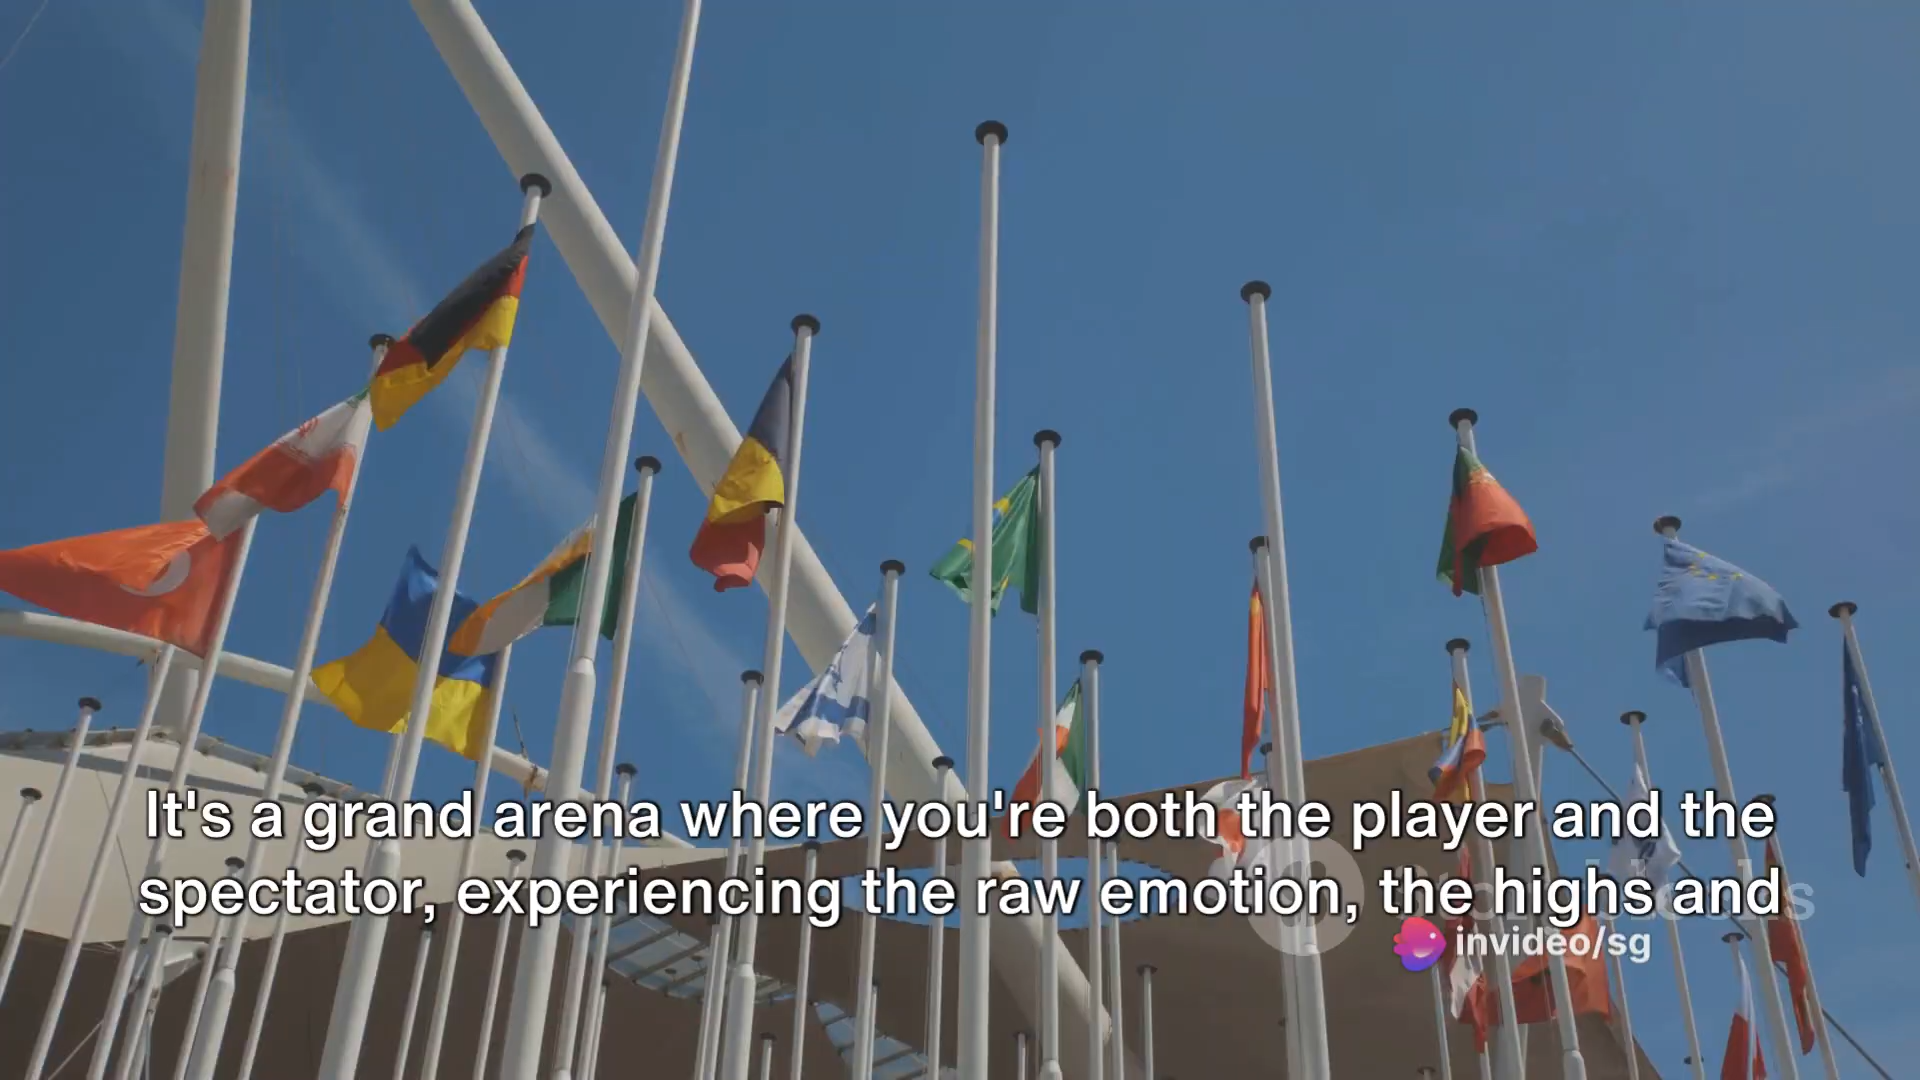 It's a grand arena where you're both the player and the
spectator, experiencing the raw emotion, the highs and
invideo/sg